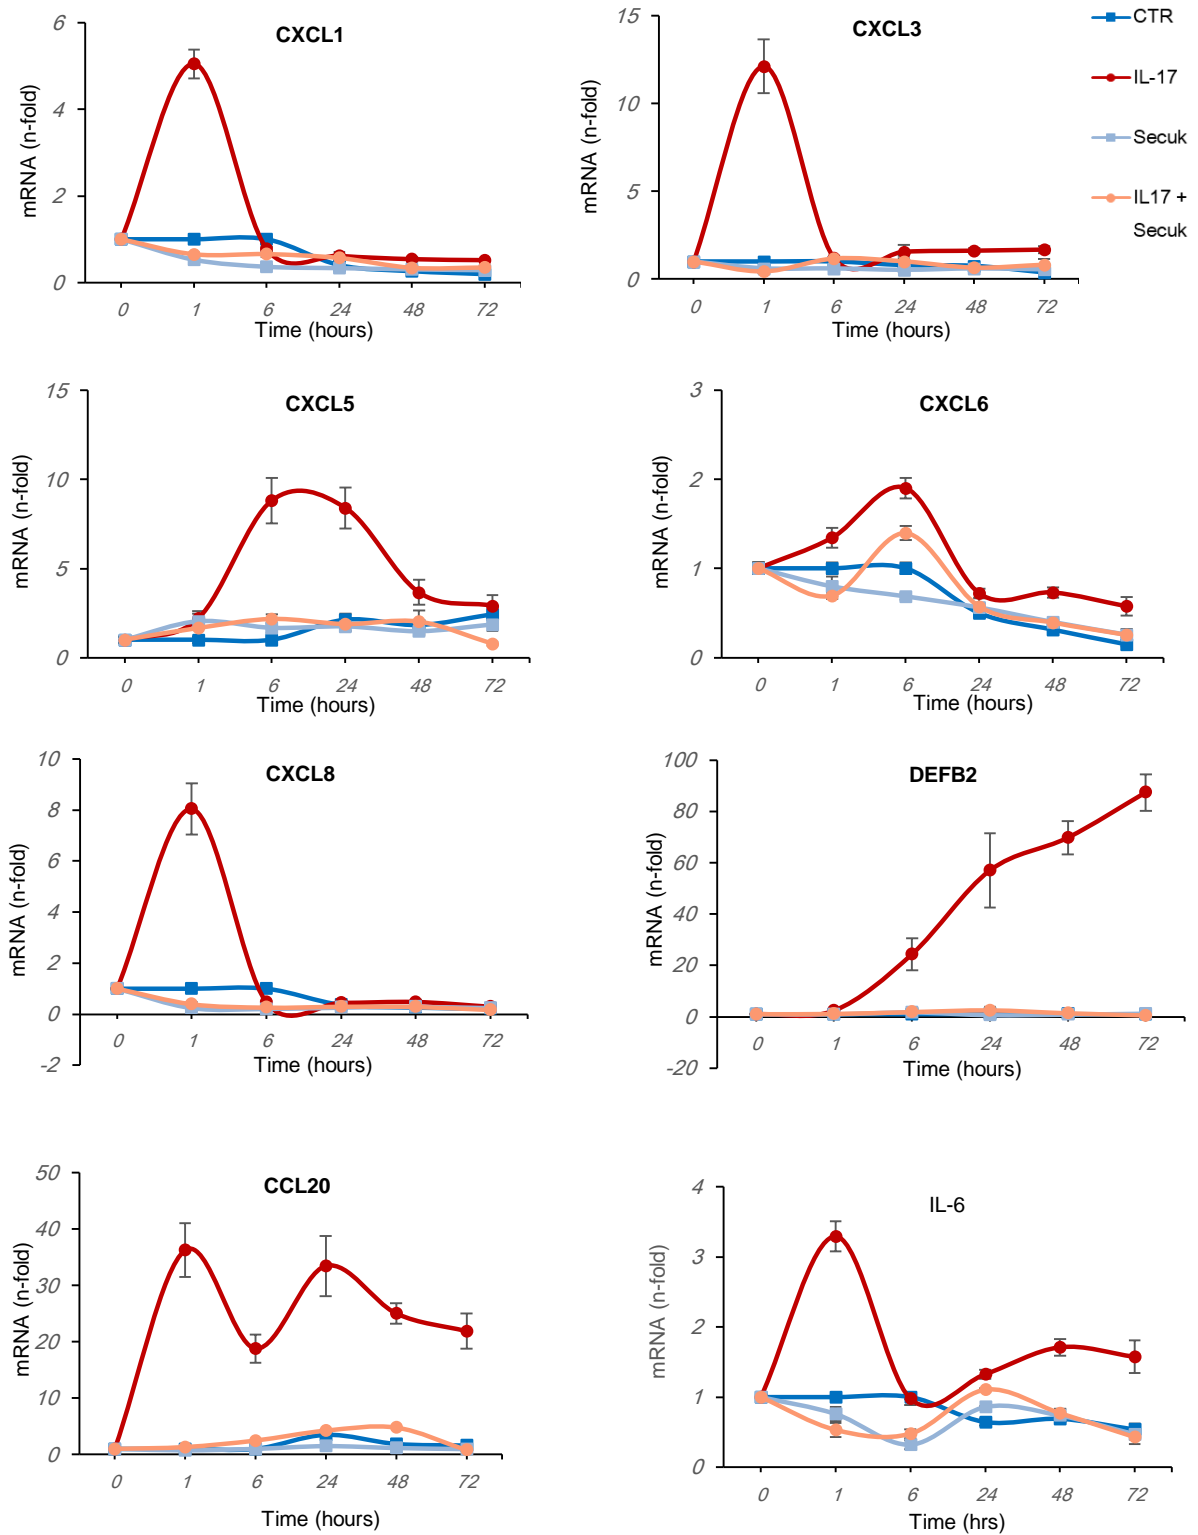 CXCL1
mRNA (n-fold)
6
4
2
0
0 1 6 24 48 72
Time (hours)
CXCL3
mRNA (n-fold)
15
10
5
0
0 1 6 24 48 72
Time (hours)
CTR
IL-17
Secuk
IL17 +
Secuk
CXCL5
mRNA (n-fold)
15
10
5
0
0 1 6 24 48 72
Time (hours)
CXCL6
mRNA (n-fold)
3
2
1
0
0 1 6 24 48 72
Time (hours)
CXCL8
mRNA (n-fold)
10
8
6
4
2
0
-2
0 1 6 24 48 72
Time (hours)
DEFB2
mRNA (n-fold)
100
80
60
40
20
0
-20
0 1 6 24 48 72
Time (hours)
CCL20
mRNA (n-fold)
50
40
30
20
10
0
0 1 6 24 48 72
Time (hours)
IL-6
mRNA (n-fold)
4
3
2
1
0
0 1 6 24 48 72
Time (hrs)